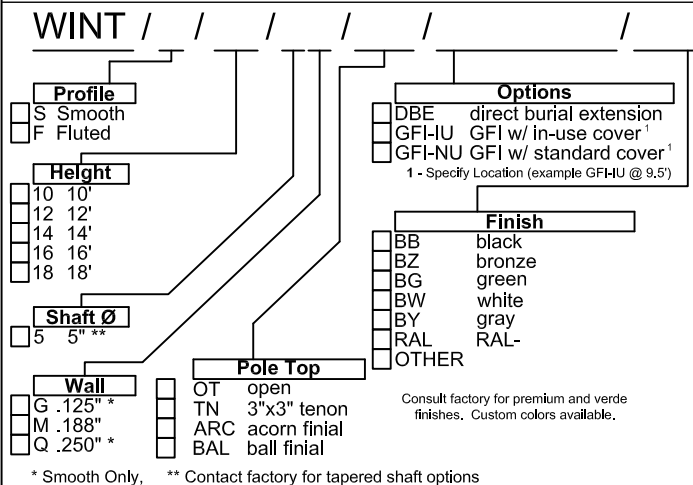 WINT / / / / / /
Profile
S Smooth
F Fluted
Height
10 10'
12 12'
14 14'
16 16'
18 18'
Shaft Ø
5 5" **
Wall
G .125" *
M .188"
Q .250" *
Pole Top
OT open
TN 3"x3" tenon
ARC acorn finial
BAL ball finial
Options
DBE direct burial extension
GFI-IU GFI w/ in-use cover ¹
GFI-NU GFI w/ standard cover ¹
1 - Specify Location (example GFI-IU @ 9.5')
Finish
BB black
BZ bronze
BG green
BW white
BY gray
RAL RAL-
OTHER
Consult factory for premium and verde
finishes. Custom colors available.
* Smooth Only, ** Contact factory for tapered shaft options